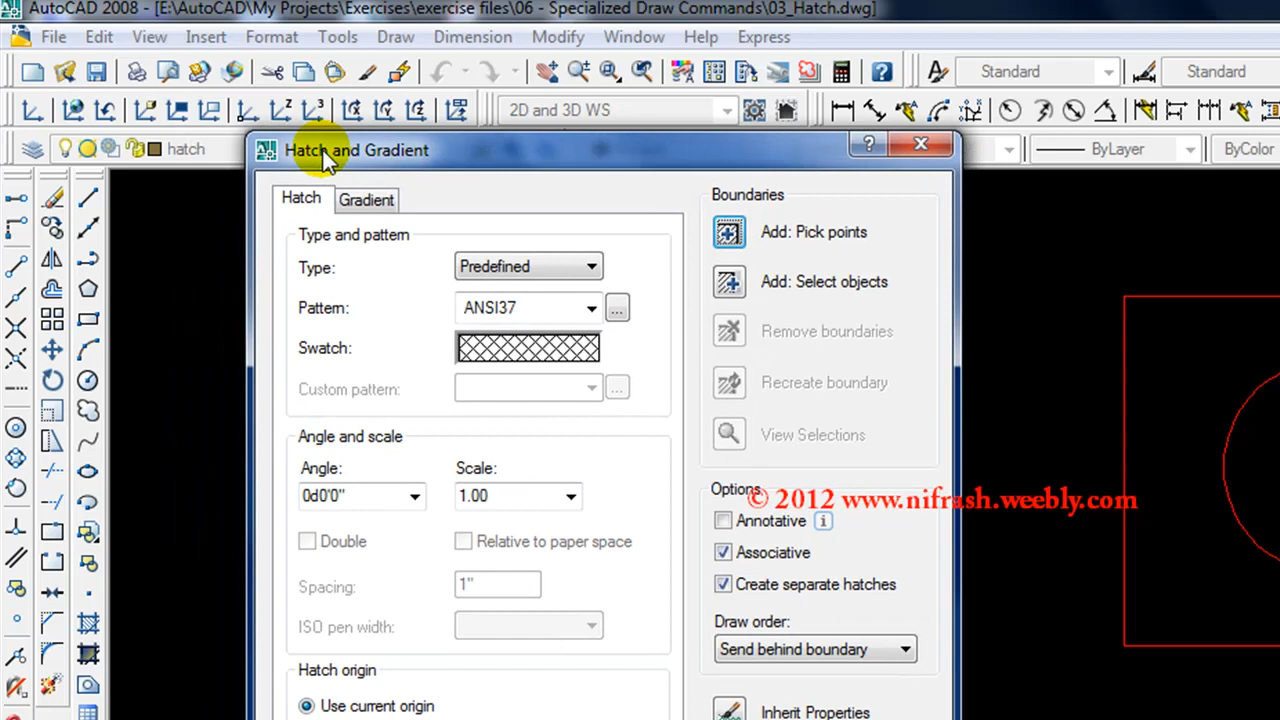 AutoCAD 2008 - [E:\AutoCAD\My Projects\Exercises\exercise files\06 - Specialized Draw Commands\03_Hatch.dwg]
File Edit View Insert Format Tools Draw Dimension Modify Window Help Express
Standard Standard
2D and 3D WS
hatch ByLayer ByColor
Hatch and Gradient
Hatch Gradient
Type and pattern
Type: Predefined
Pattern: ANSI37 ...
Swatch:
Custom pattern: ...
Angle and scale
Angle: Scale:
0d0'0" 1.00
Double Relative to paper space
Spacing: 1"
ISO pen width:
Hatch origin
Use current origin
Boundaries
Add: Pick points
Add: Select objects
Remove boundaries
Recreate boundary
View Selections
Options
© 2012 www.nifrash.weebly.com
Annotative
Associative
Create separate hatches
Draw order:
Send behind boundary
Inherit Properties